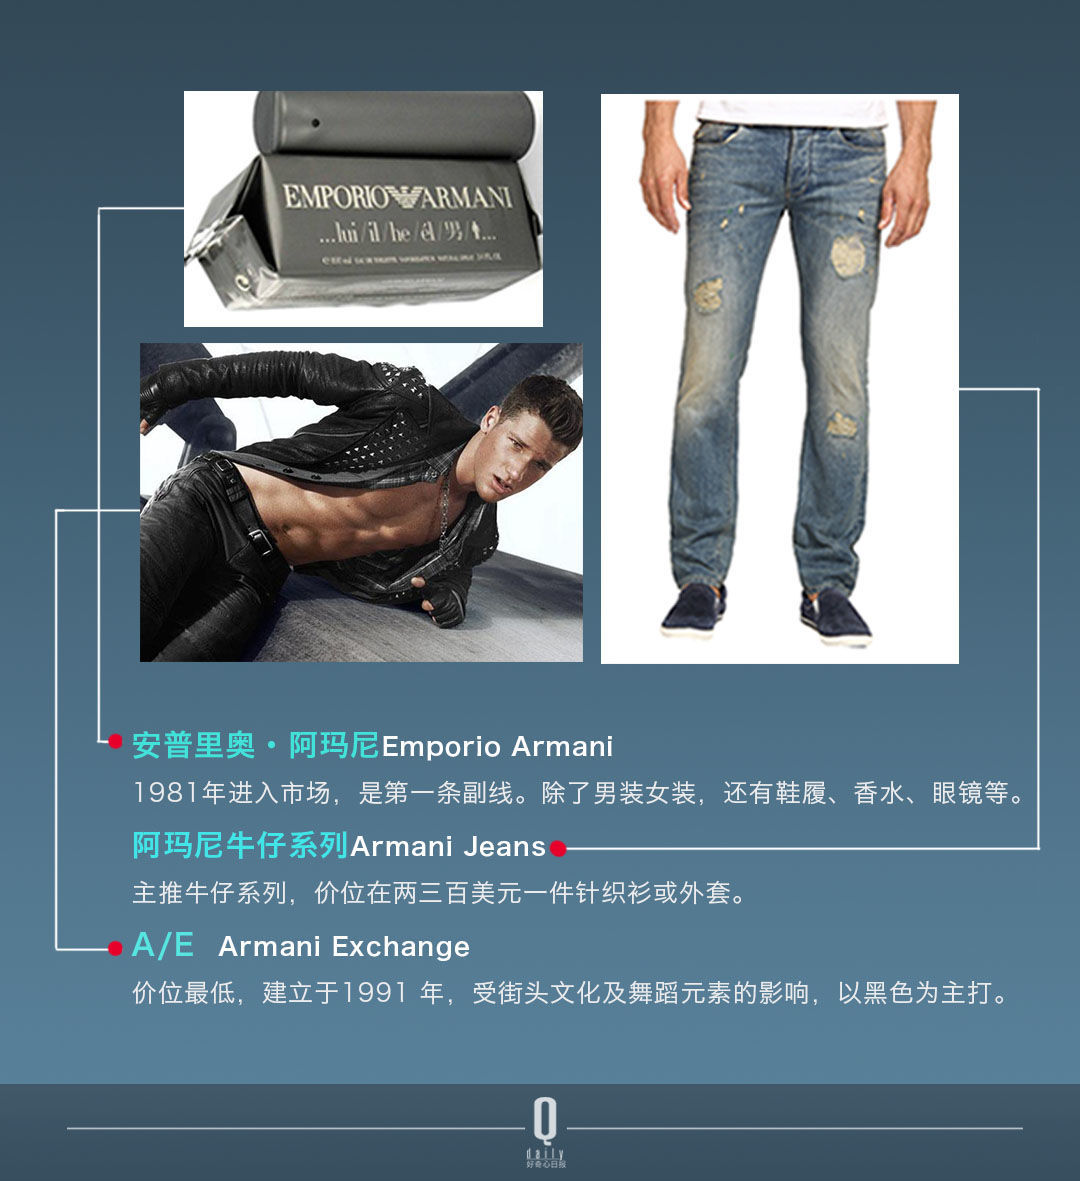 EMPORIO ARMANI
...lui/il/he/él/男/...
安普里奥·阿玛尼Emporio Armani
1981年进入市场，是第一条副线。除了男装女装，还有鞋履、香水、眼镜等。
阿玛尼牛仔系列Armani Jeans
主推牛仔系列，价位在两三百美元一件针织衫或外套。
A/E Armani Exchange
价位最低，建立于1991 年，受街头文化及舞蹈元素的影响，以黑色为主打。
Q
daily
好奇心日报